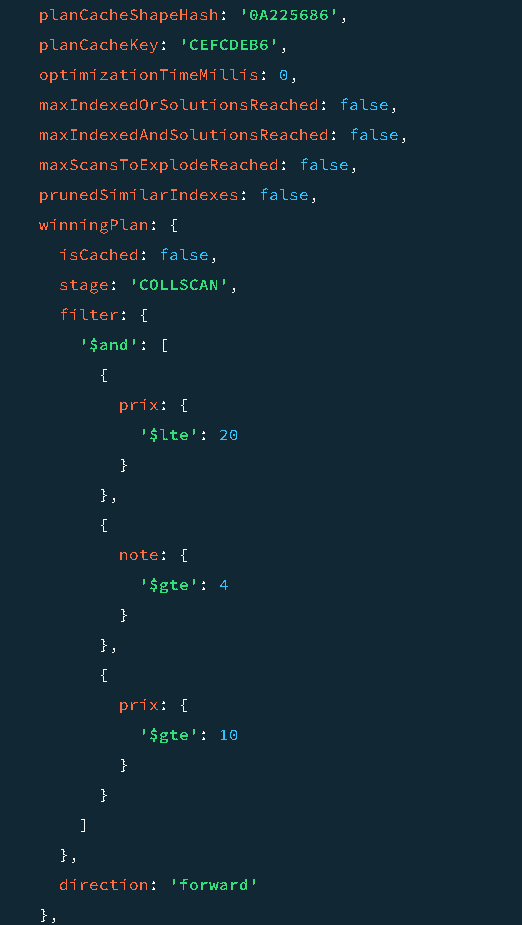 planCacheShapeHash: '0A225686',
planCacheKey: 'CEFCDEB6',
optimizationTimeMillis: 0,
maxIndexedOrSolutionsReached: false,
maxIndexedAndSolutionsReached: false,
maxScansToExplodeReached: false,
prunedSimilarIndexes: false,
winningPlan: {
isCached: false,
stage: 'COLLSCAN',
filter: {
'$and': [
{
prix: {
'$lte': 20
}
},
{
note: {
'$gte': 4
}
},
{
prix: {
'$gte': 10
}
}
]
},
direction: 'forward'
},